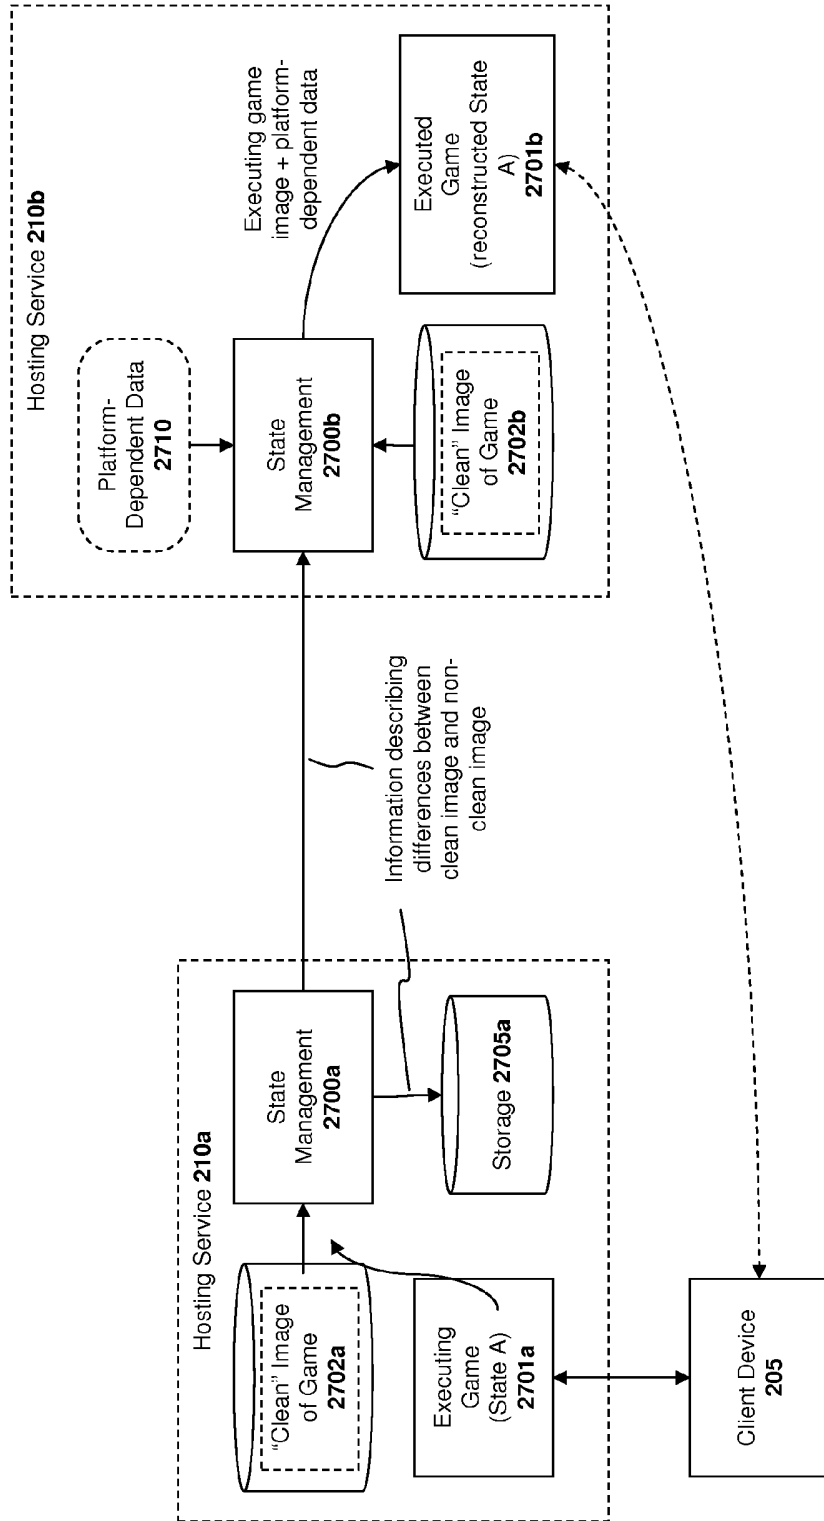 Hosting Service 210a
"Clean" Image
of Game
2702a
Executing
Game
(State A)
2701a
State
Management
2700a
Storage 2705a
Client Device
205
Information describing
differences between
clean image and non-
clean image
Hosting Service 210b
Platform-
Dependent Data
2710
State
Management
2700b
"Clean" Image
of Game
2702b
Executing game
image + platform-
dependent data
Executed
Game
(reconstructed State
A)
2701b